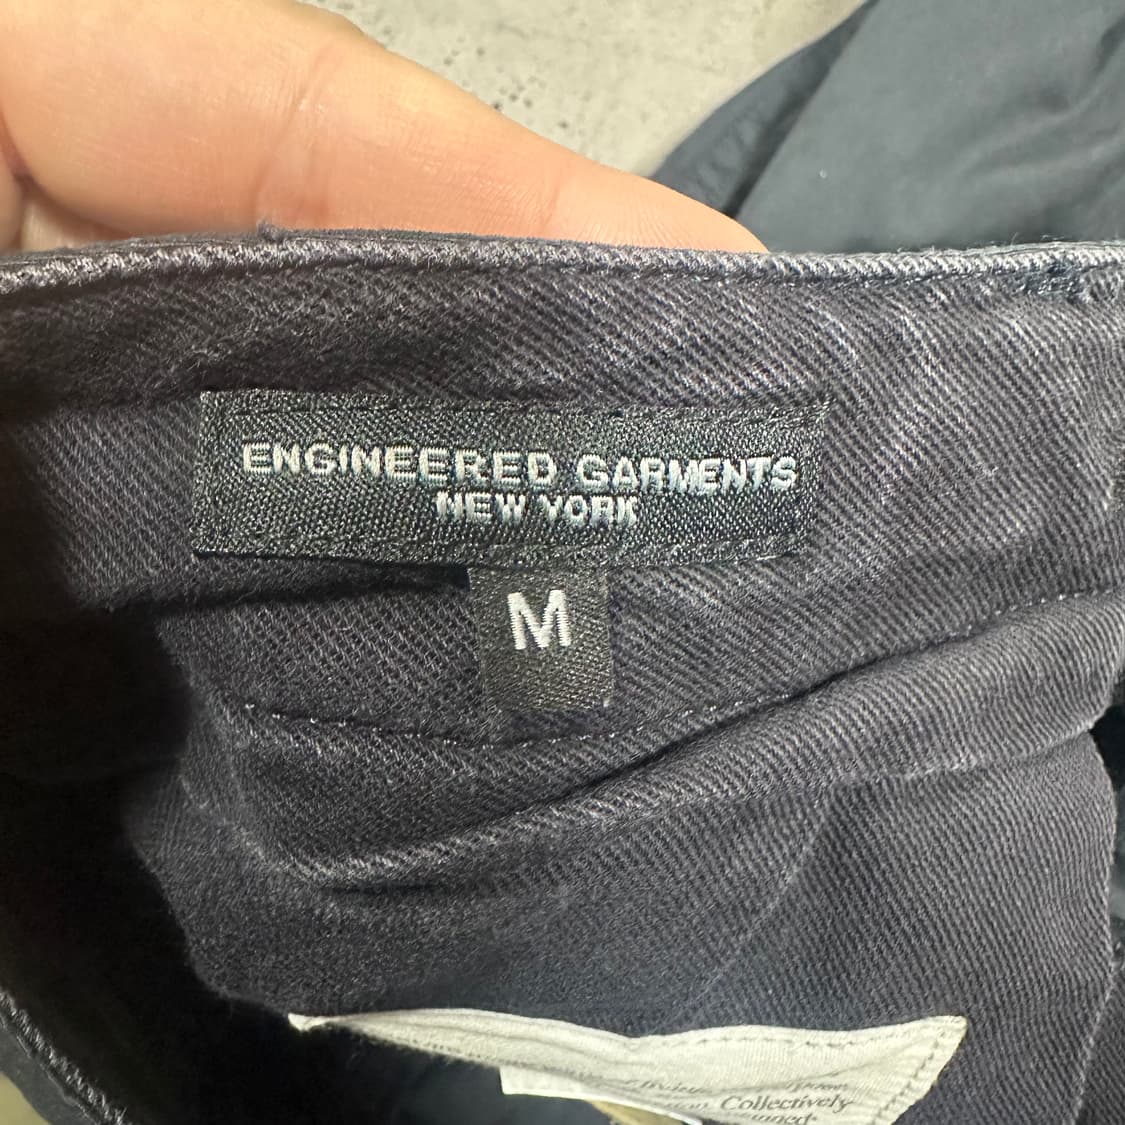 ENGINEERED GARMENTS
NEW YORK
M
Collectively